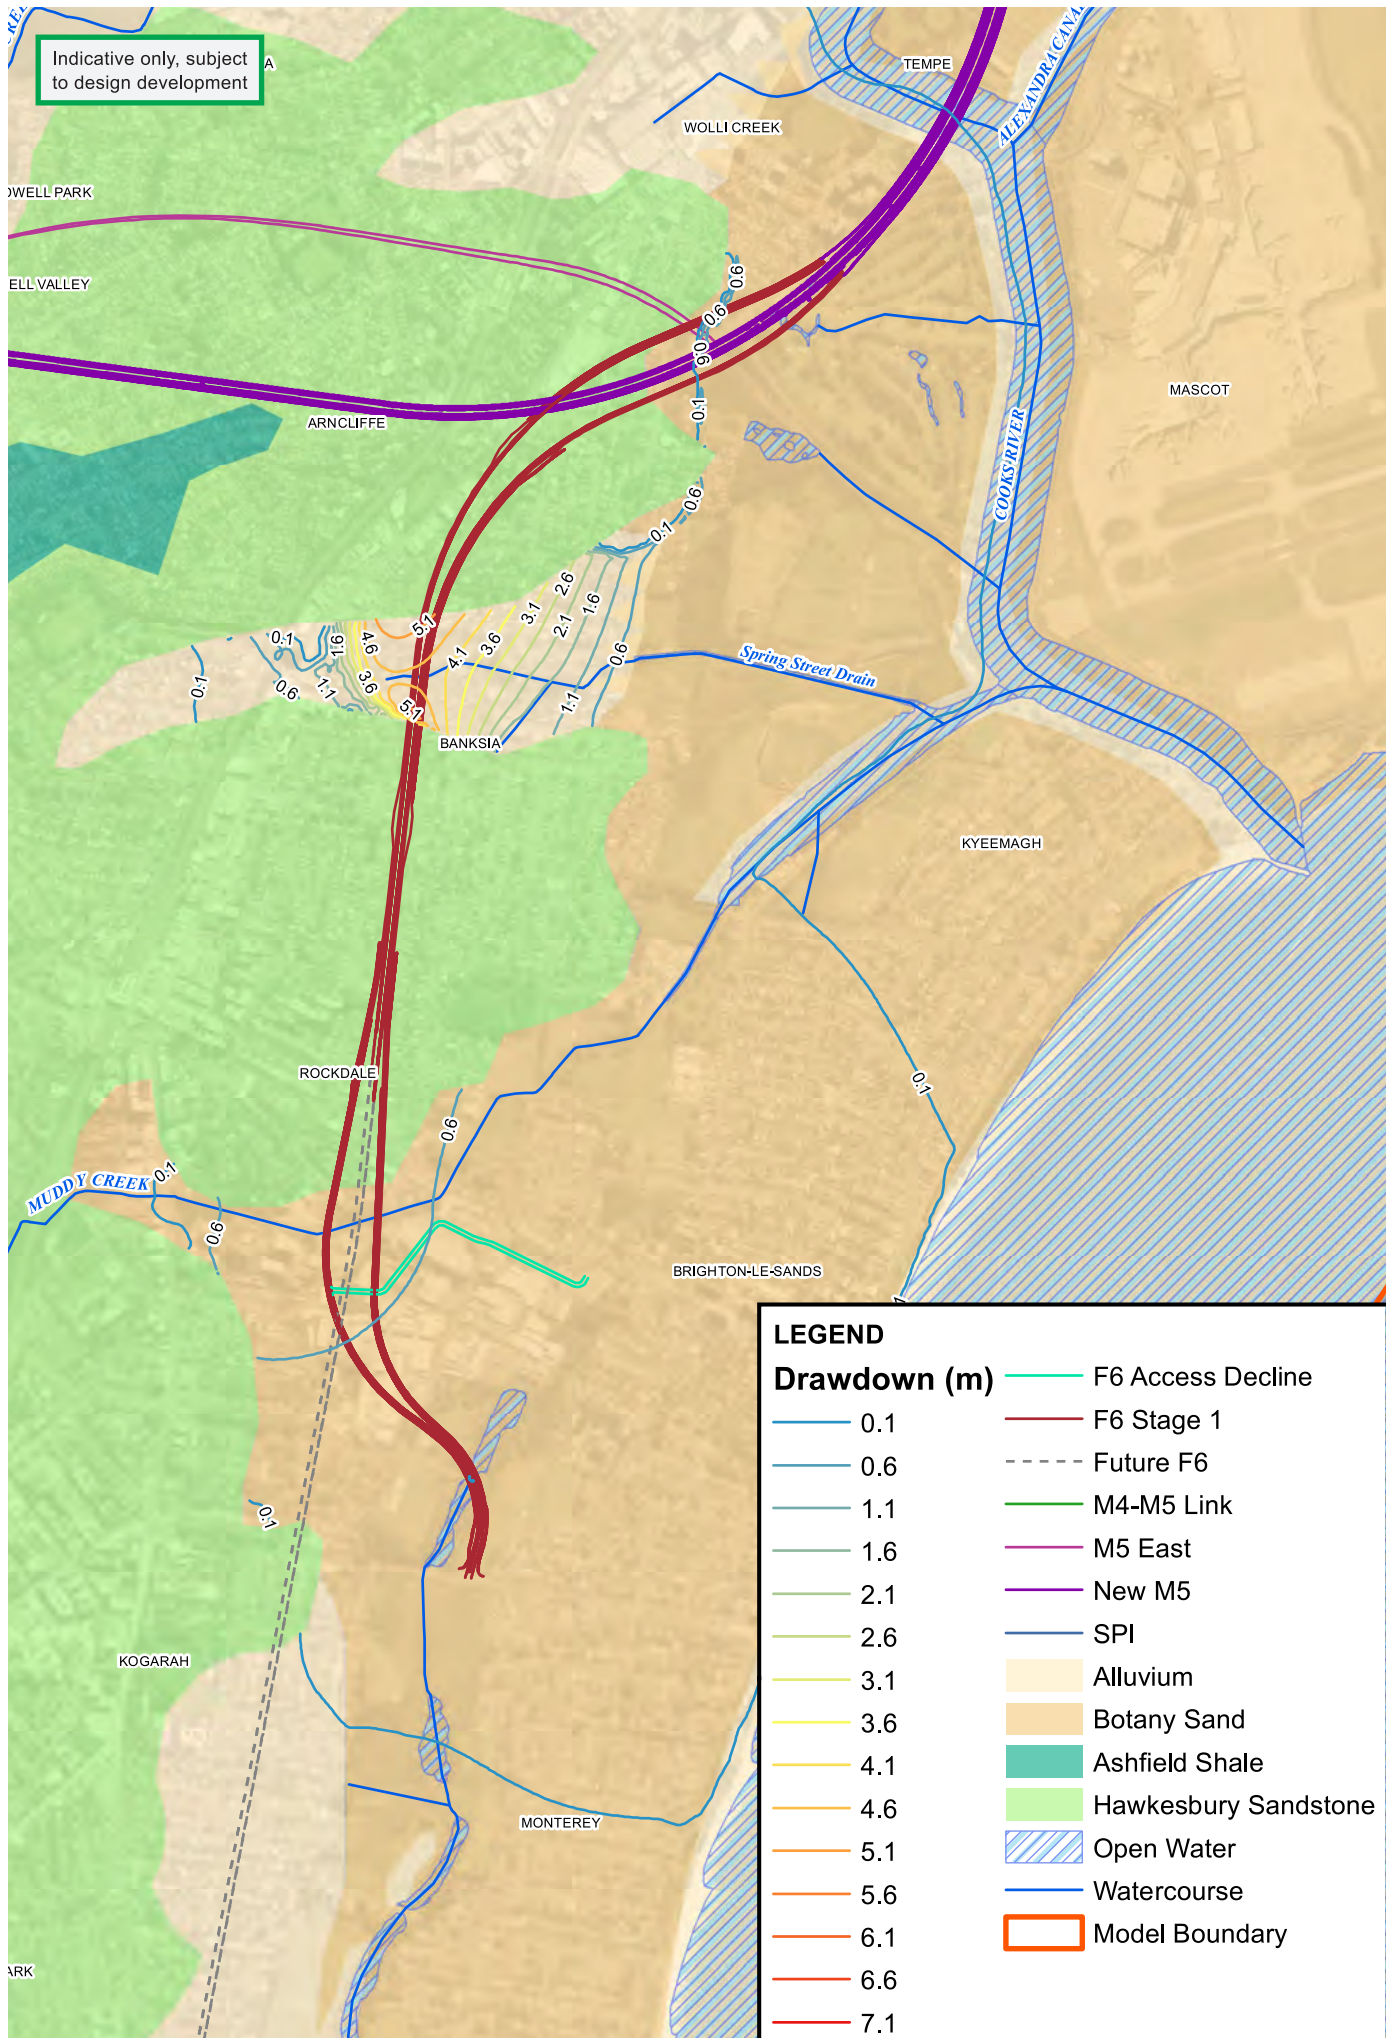 Indicative only, subject
to design development
TEMPE
ALEXANDRA CANAL
WOLLI CREEK
ELL VALLEY
MASCOT
ARNCLIFFE
COOKS RIVER
0.6
0.6
0.6
0.1
0.6
0.1
2.6
3.1
1.6
2.1
5.1
3.6
4.1
4.6
1.6
0.1
0.6
3.6
1.1
0.6
0.1
5.1
1.1
Spring Street Drain
BANKSIA
KYEEMAGH
ROCKDALE
0.1
0.6
MUDDY CREEK
0.1
0.6
BRIGHTON-LE-SANDS
0.1
KOGARAH
MONTEREY
LEGEND
Drawdown (m)
0.1
0.6
1.1
1.6
2.1
2.6
3.1
3.6
4.1
4.6
5.1
5.6
6.1
6.6
7.1
F6 Access Decline
F6 Stage 1
Future F6
M4-M5 Link
M5 East
New M5
SPI
Alluvium
Botany Sand
Ashfield Shale
Hawkesbury Sandstone
Open Water
Watercourse
Model Boundary